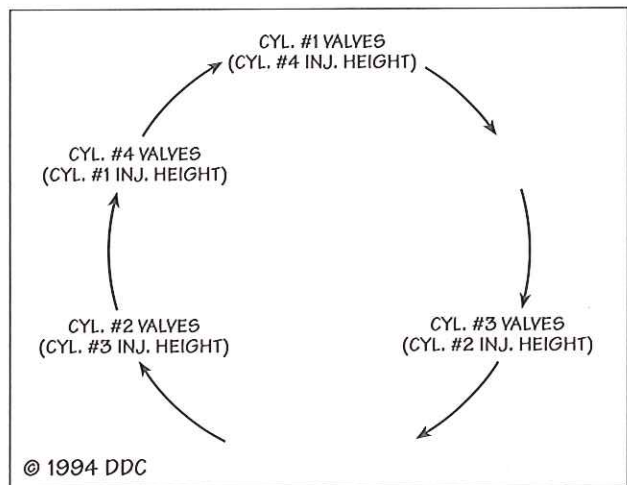 CYL. #1 VALVES
(CYL. #4 INJ. HEIGHT)
CYL. #3 VALVES
(CYL. #2 INJ. HEIGHT)
CYL. #2 VALVES
(CYL. #3 INJ. HEIGHT)
CYL. #4 VALVES
(CYL. #1 INJ. HEIGHT)
© 1994 DDC